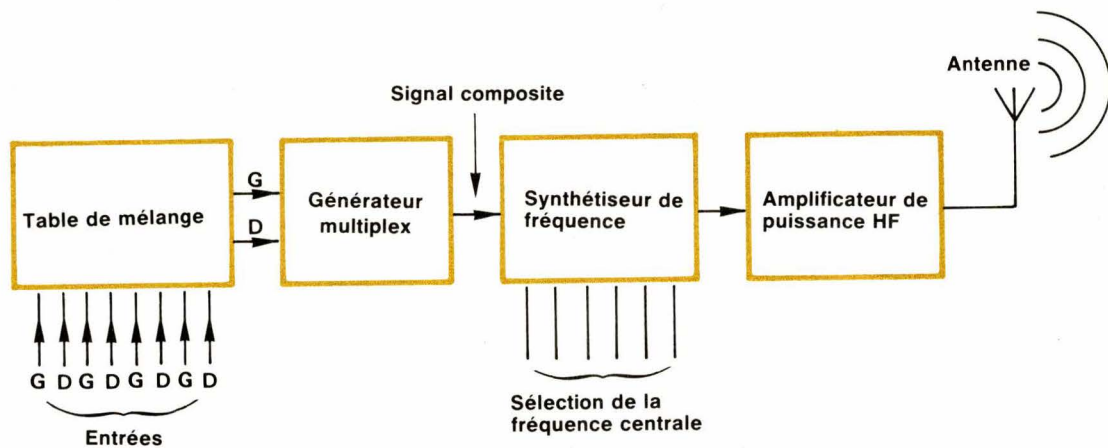 Antenne
Signal composite
Table de mélange
G
D
Générateur
multiplex
Synthétiseur de
fréquence
Amplificateur de
puissance HF
G D G D G D G D
Entrées
Sélection de la
fréquence centrale